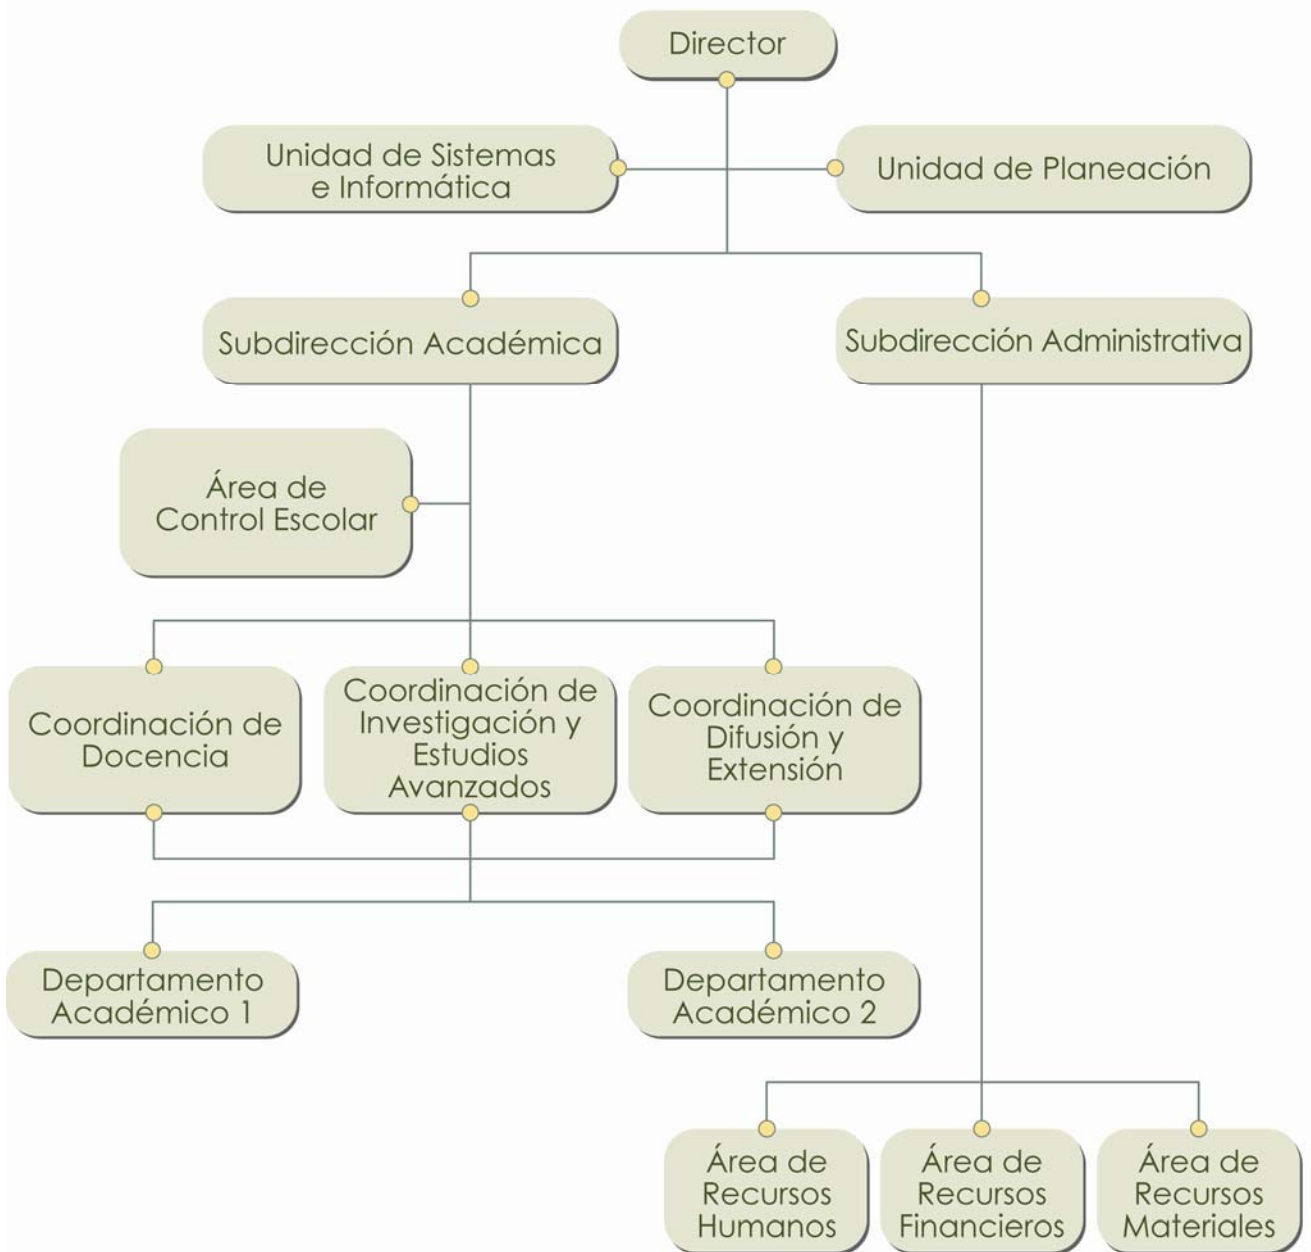 Director
Unidad de Sistemas
e Informática
Unidad de Planeación
Subdirección Académica
Subdirección Administrativa
Área de
Control Escolar
Coordinación de
Docencia
Coordinación de
Investigación y
Estudios
Avanzados
Coordinación de
Difusión y
Extensión
Departamento
Académico 1
Departamento
Académico 2
Área de
Recursos
Humanos
Área de
Recursos
Financieros
Área de
Recursos
Materiales